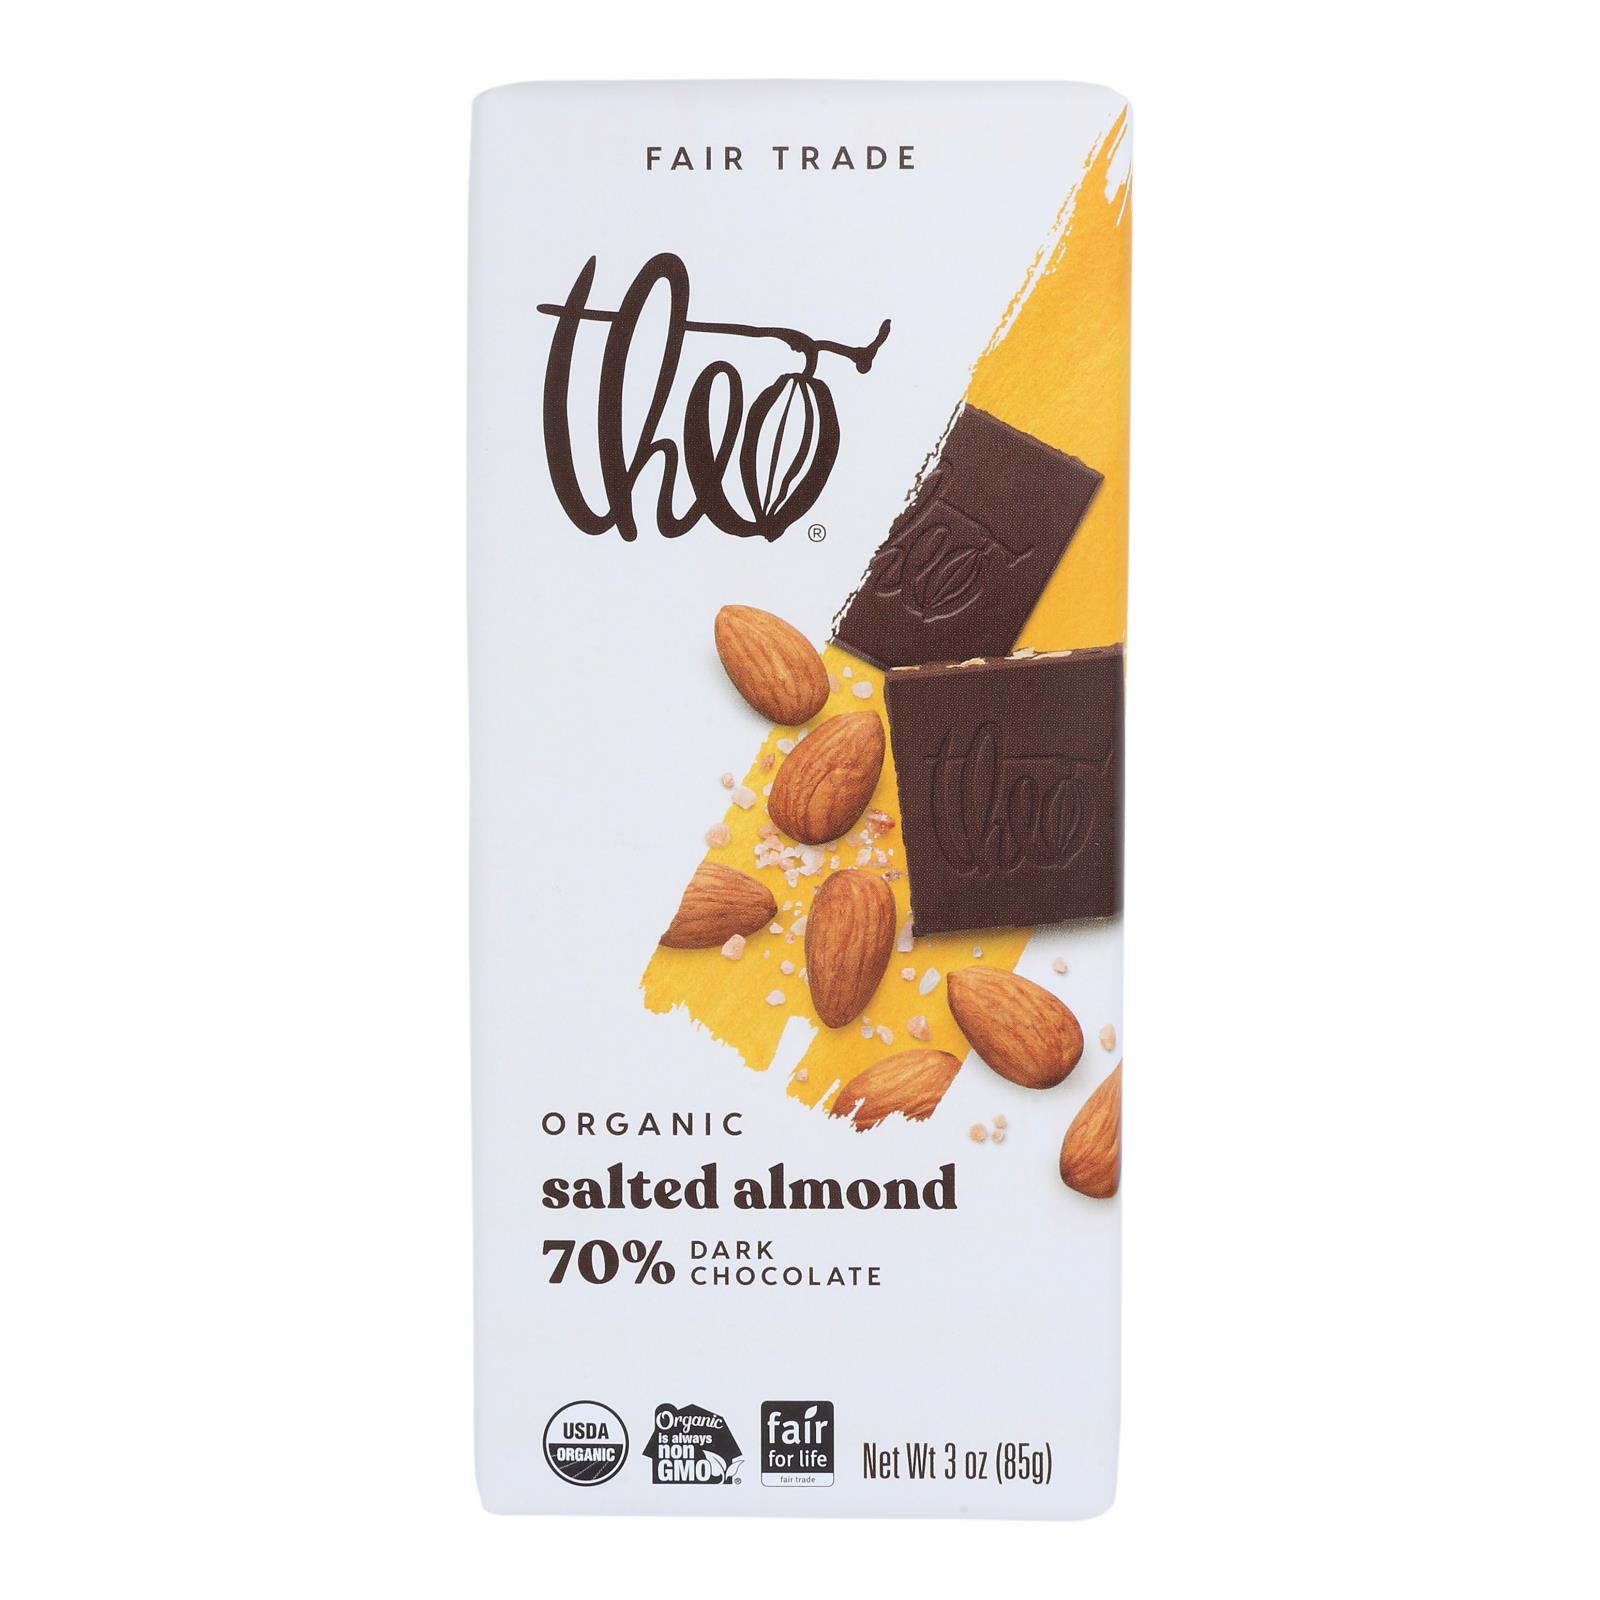 FAIR TRADE
theo
®
theo
ORGANIC
salted almond
70% DARK
CHOCOLATE
USDA
ORGANIC
Organic
is always
non
GMO
®
fair
for life
fair trade
Net Wt 3 oz (85g)